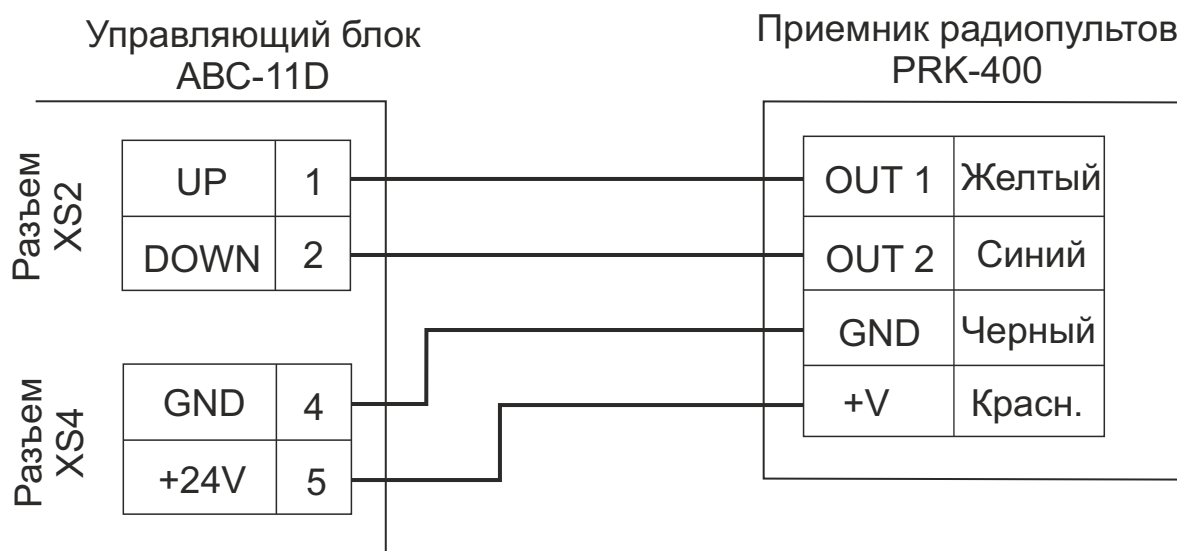 Управляющий блок
ABC-11D
Приемник радиопультов
PRK-400
Разъем
XS2
UP 1
DOWN 2
Разъем
XS4
GND 4
+24V 5
OUT 1 Желтый
OUT 2 Синий
GND Черный
+V Красн.